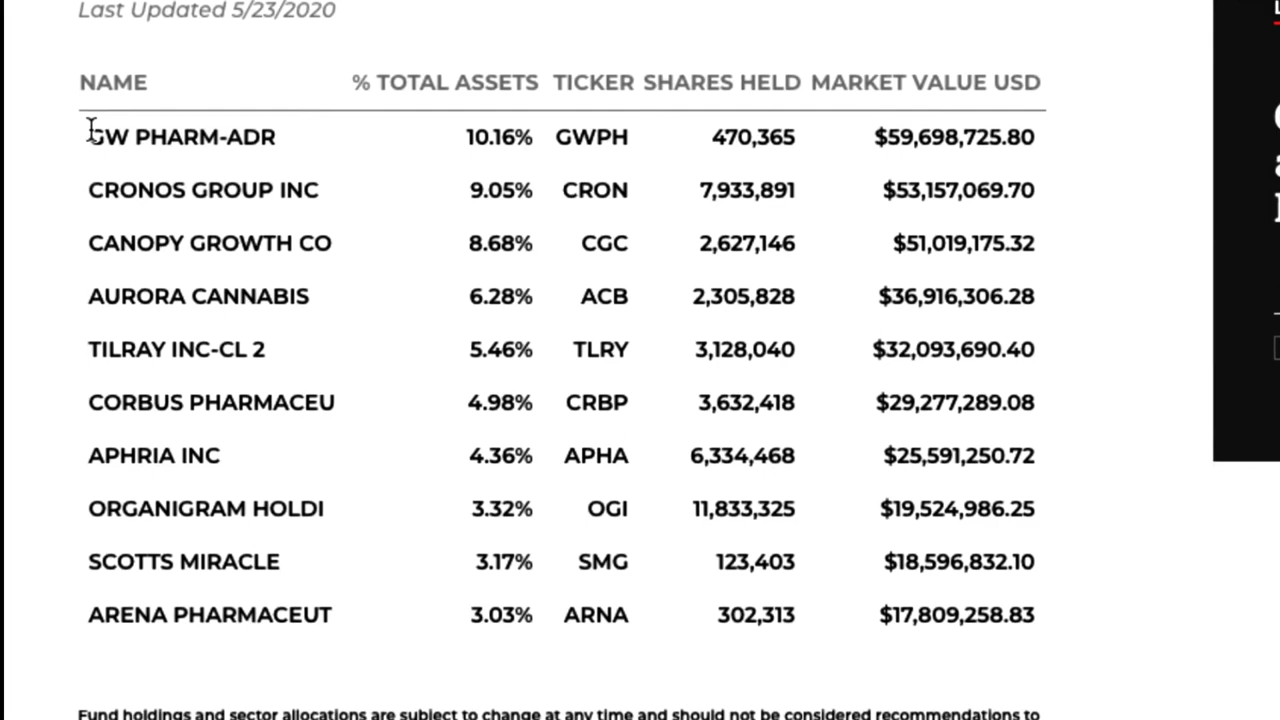 Last Updated 5/23/2020
NAME % TOTAL ASSETS TICKER SHARES HELD MARKET VALUE USD
GW PHARM-ADR 10.16% GWPH 470,365 $59,698,725.80
CRONOS GROUP INC 9.05% CRON 7,933,891 $53,157,069.70
CANOPY GROWTH CO 8.68% CGC 2,627,146 $51,019,175.32
AURORA CANNABIS 6.28% ACB 2,305,828 $36,916,306.28
TILRAY INC-CL 2 5.46% TLRY 3,128,040 $32,093,690.40
CORBUS PHARMACEU 4.98% CRBP 3,632,418 $29,277,289.08
APHRIA INC 4.36% APHA 6,334,468 $25,591,250.72
ORGANIGRAM HOLDI 3.32% OGI 11,833,325 $19,524,986.25
SCOTTS MIRACLE 3.17% SMG 123,403 $18,596,832.10
ARENA PHARMACEUT 3.03% ARNA 302,313 $17,809,258.83
Fund holdings and sector allocations are subject to change at any time and should not be considered recommendations to